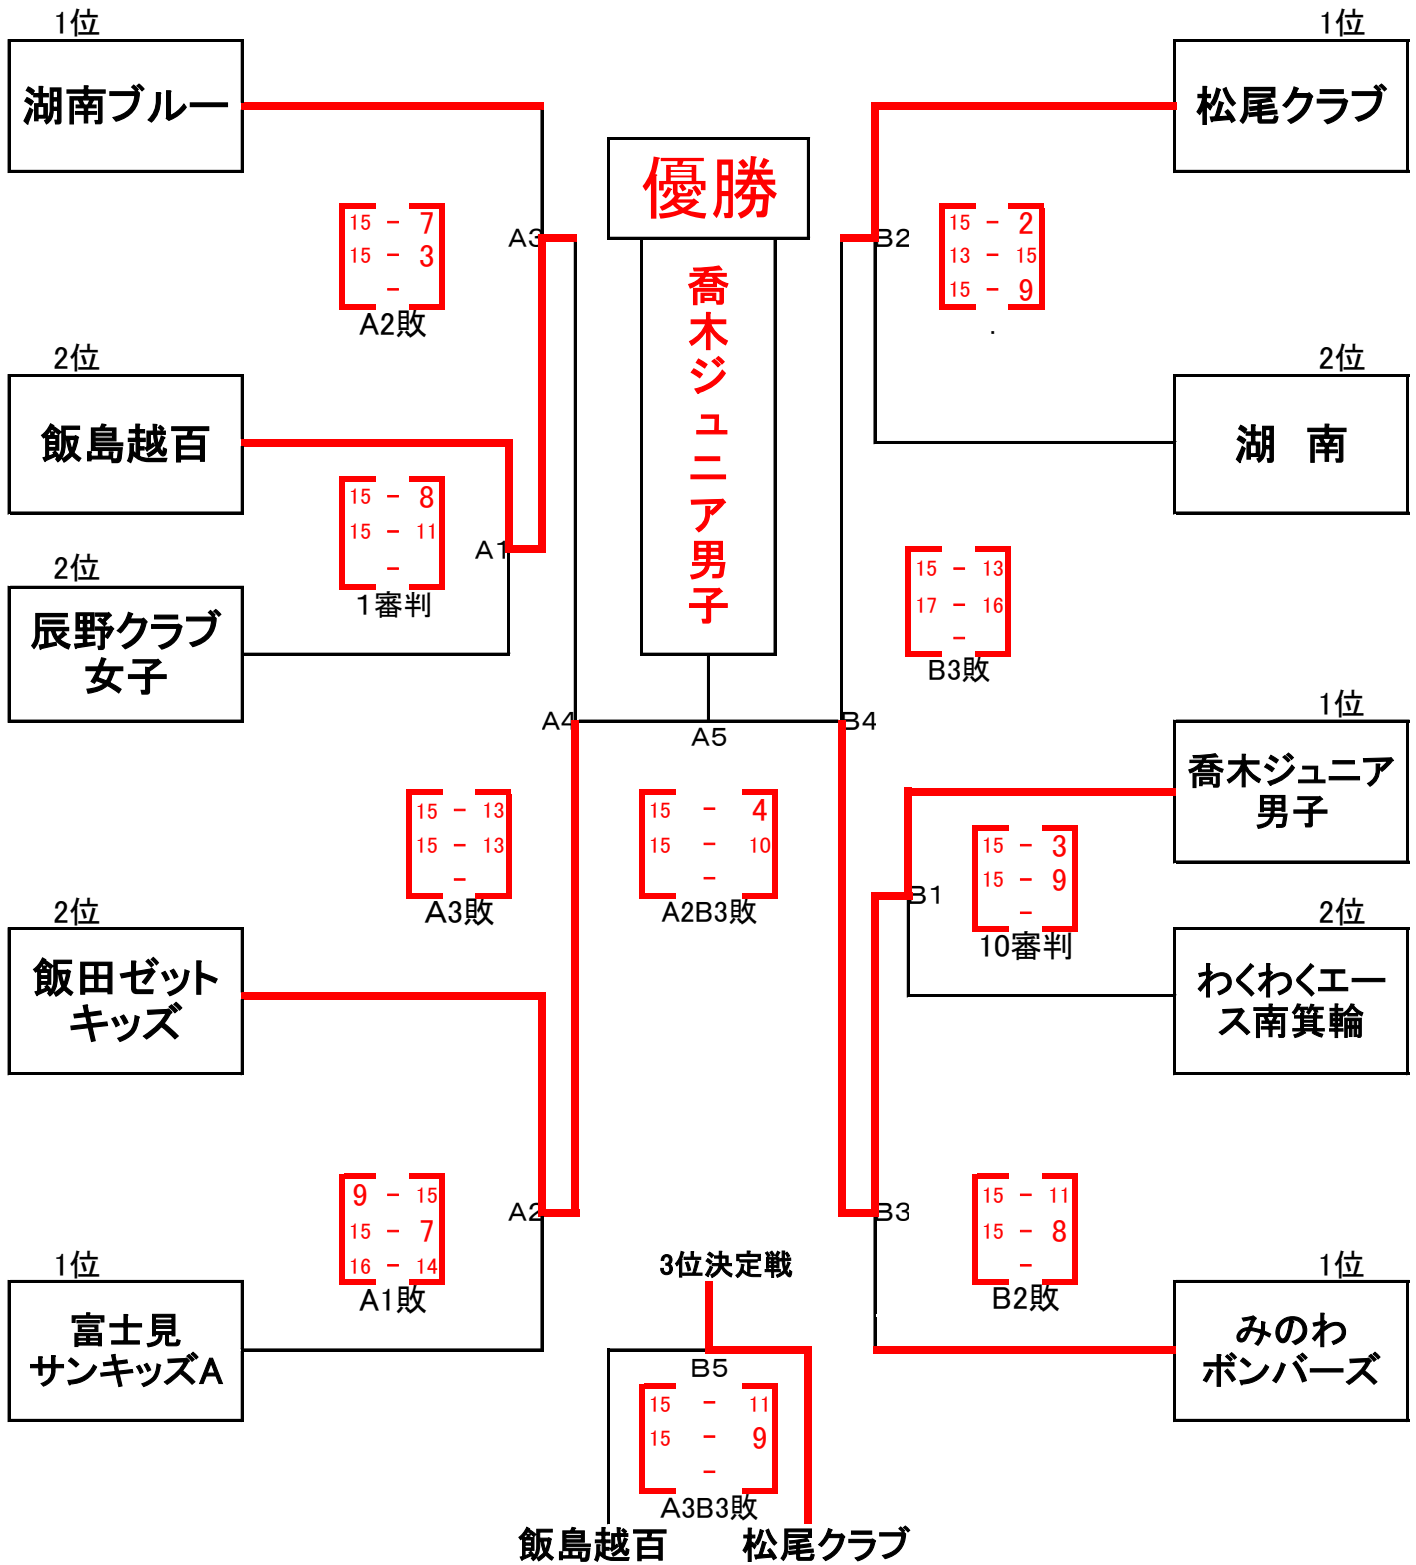 1位
湖南ブルー
1位
松尾クラブ
優勝
喬木ジュニア男子
A3
15 - 7
15 - 3
-
A2敗
B2
15 - 2
13 - 15
15 - 9
.
2位
飯島越百
2位
湖 南
A1
15 - 8
15 - 11
-
1審判
2位
辰野クラブ
女子
15 - 13
17 - 16
-
B3敗
A4
A5
B4
1位
喬木ジュニア
男子
15 - 13
15 - 13
-
A3敗
15 - 4
15 - 10
-
A2B3敗
B1
15 - 3
15 - 9
-
10審判
2位
飯田ゼット
キッズ
2位
わくわくエー
ス南箕輪
A2
9 - 15
15 - 7
16 - 14
A1敗
B3
15 - 11
15 - 8
-
B2敗
1位
富士見
サンキッズA
1位
みのわ
ボンバーズ
3位決定戦
B5
15 - 11
15 - 9
-
A3B3敗
飯島越百
松尾クラブ